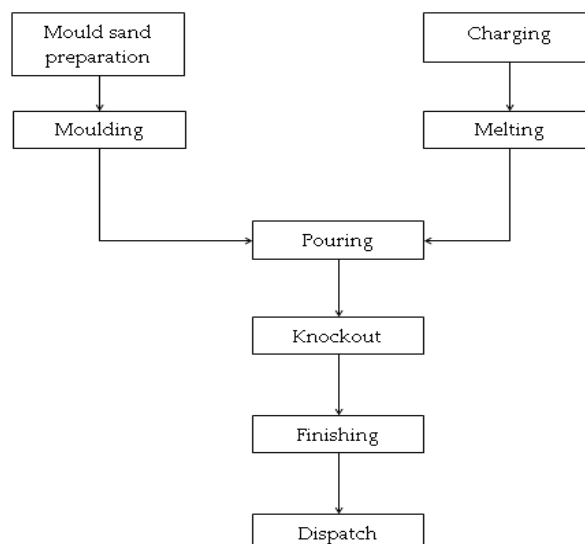 Mould sand
preparation
Charging
Moulding
Melting
Pouring
Knockout
Finishing
Dispatch